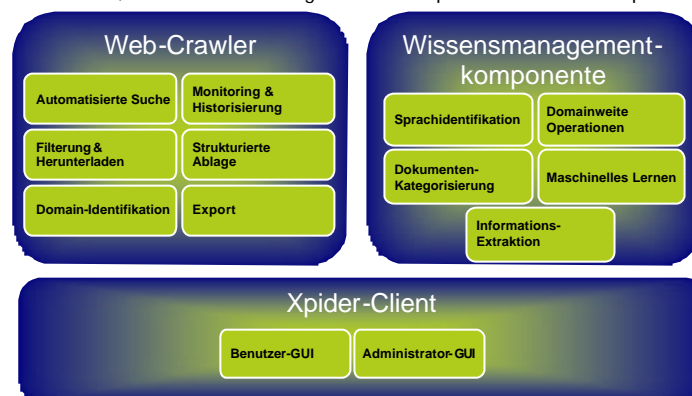 Web-Crawler
Automatisierte Suche
Monitoring &
Historisierung
Filterung &
Herunterladen
Strukturierte
Ablage
Domain-Identifikation
Export
Wissensmanagement-
komponente
Sprachidentifikation
Domainweite
Operationen
Dokumenten-
Kategorisierung
Maschinelles Lernen
Informations-
Extraktion
Xpider-Client
Benutzer-GUI
Administrator-GUI